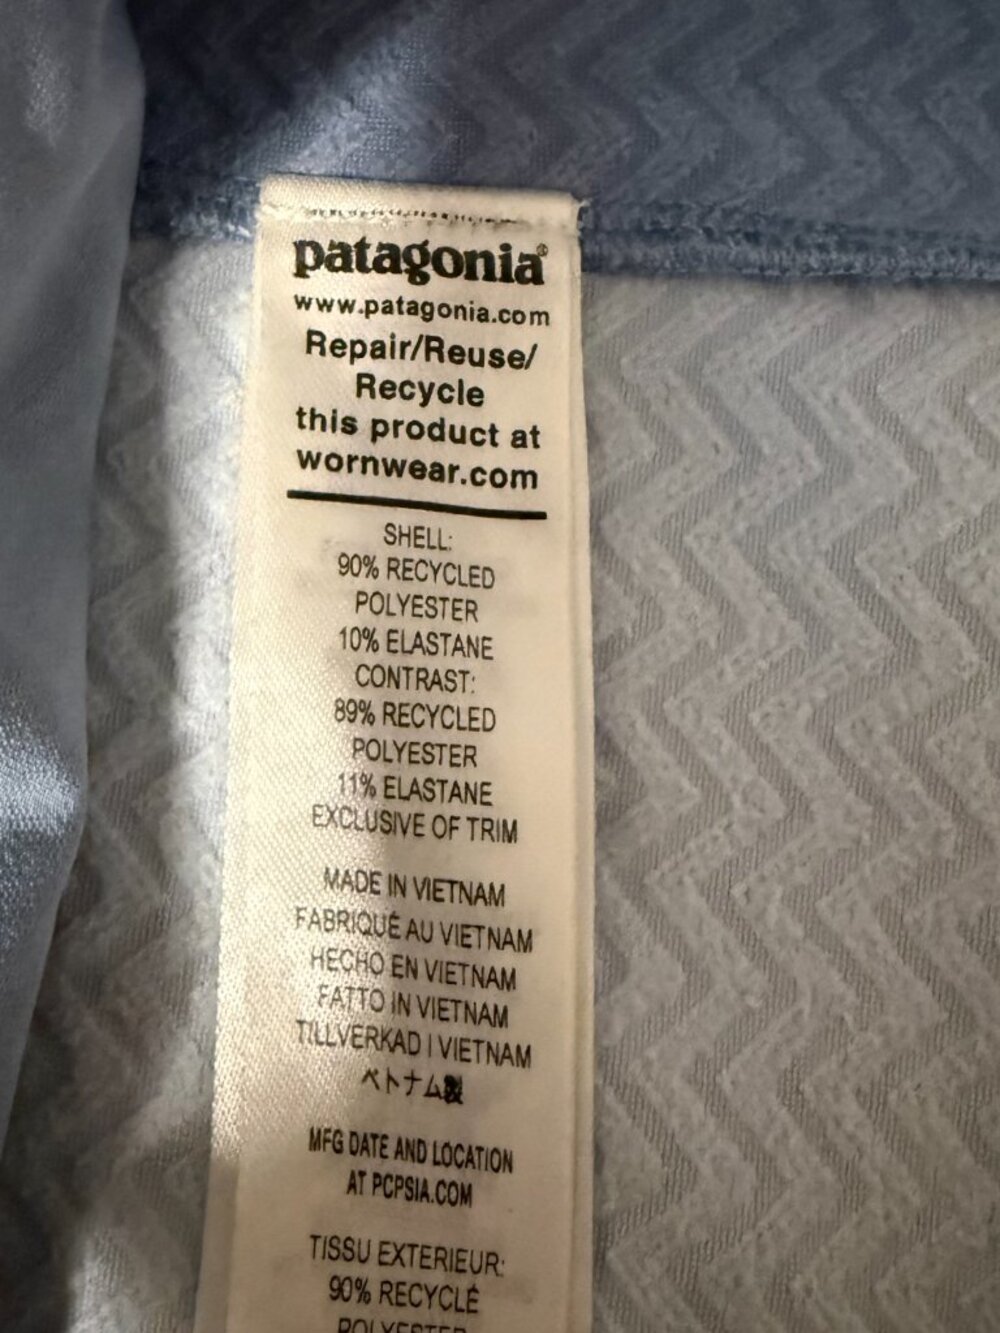 patagonia®
www.patagonia.com
Repair/Reuse/
Recycle
this product at
wornwear.com
SHELL:
90% RECYCLED
POLYESTER
10% ELASTANE
CONTRAST:
89% RECYCLED
POLYESTER
11% ELASTANE
EXCLUSIVE OF TRIM
MADE IN VIETNAM
FABRIQUÉ AU VIETNAM
HECHO EN VIETNAM
FATTO IN VIETNAM
TILLVERKAD I VIETNAM
ベトナム製
MFG DATE AND LOCATION
AT PCPSIA.COM
TISSU EXTERIEUR:
90% RECYCLÉ
POLYESTER